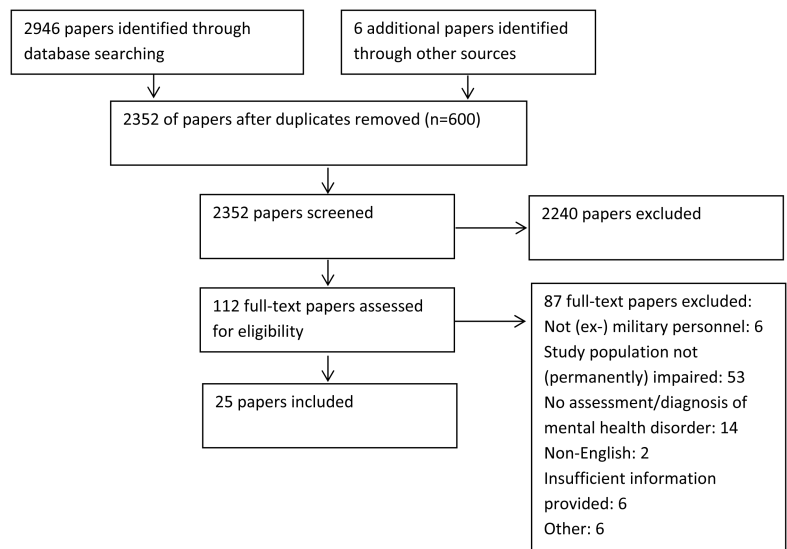 2946 papers identified through
database searching
6 additional papers identified
through other sources
2352 of papers after duplicates removed (n=600)
2352 papers screened
2240 papers excluded
112 full-text papers assessed
for eligibility
87 full-text papers excluded:
Not (ex-) military personnel: 6
Study population not
(permanently) impaired: 53
No assessment/diagnosis of
mental health disorder: 14
Non-English: 2
Insufficient information
provided: 6
Other: 6
25 papers included